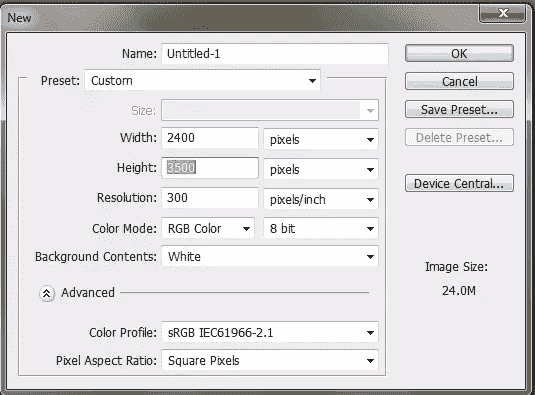 New
Name: Untitled-1
OK
Preset: Custom
Cancel
Size:
Save Preset...
Width: 2400 pixels
Delete Preset...
Height: 3500 pixels
Resolution: 300 pixels/inch
Device Central...
Color Mode: RGB Color 8 bit
Background Contents: White
Image Size:
24.0M
Advanced
Color Profile: sRGB IEC61966-2.1
Pixel Aspect Ratio: Square Pixels